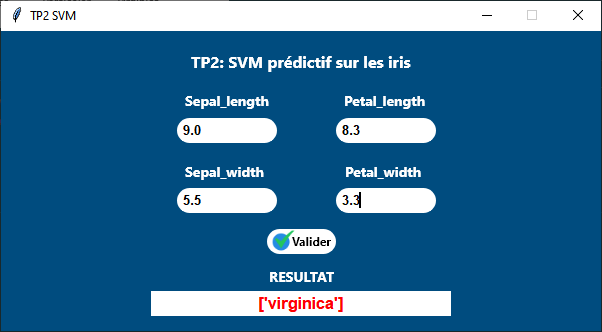 TP2 SVM
TP2: SVM prédictif sur les iris
Sepal_length Petal_length
9.0 8.3
Sepal_width Petal_width
5.5 3.3
Valider
RESULTAT
['virginica']